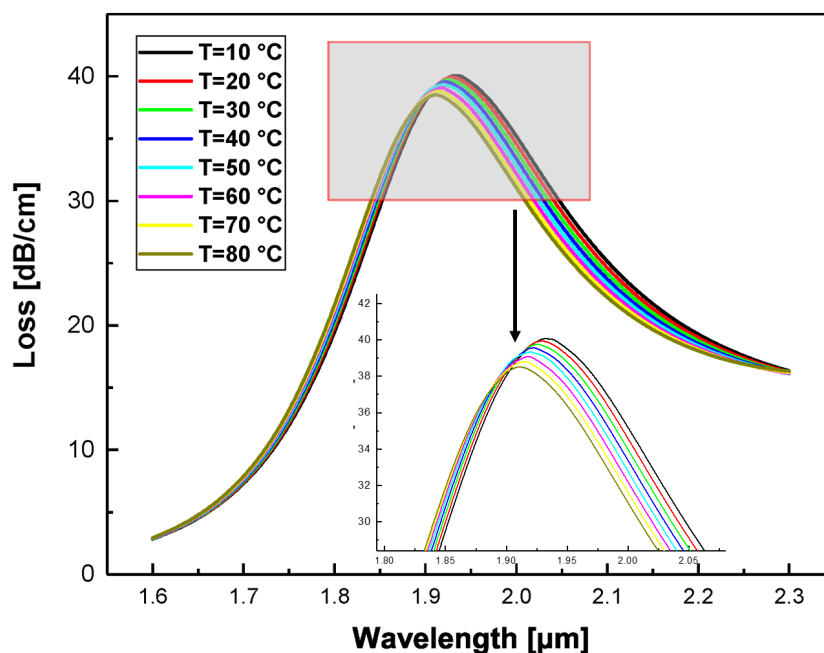 Loss [dB/cm]
40
30
20
10
0
T=10 °C
T=20 °C
T=30 °C
T=40 °C
T=50 °C
T=60 °C
T=70 °C
T=80 °C
42
40
38
36
34
31
30
1.80
1.85
1.90
1.95
2.00
2.05
1.6
1.7
1.8
1.9
2.0
2.1
2.2
2.3
Wavelength [µm]